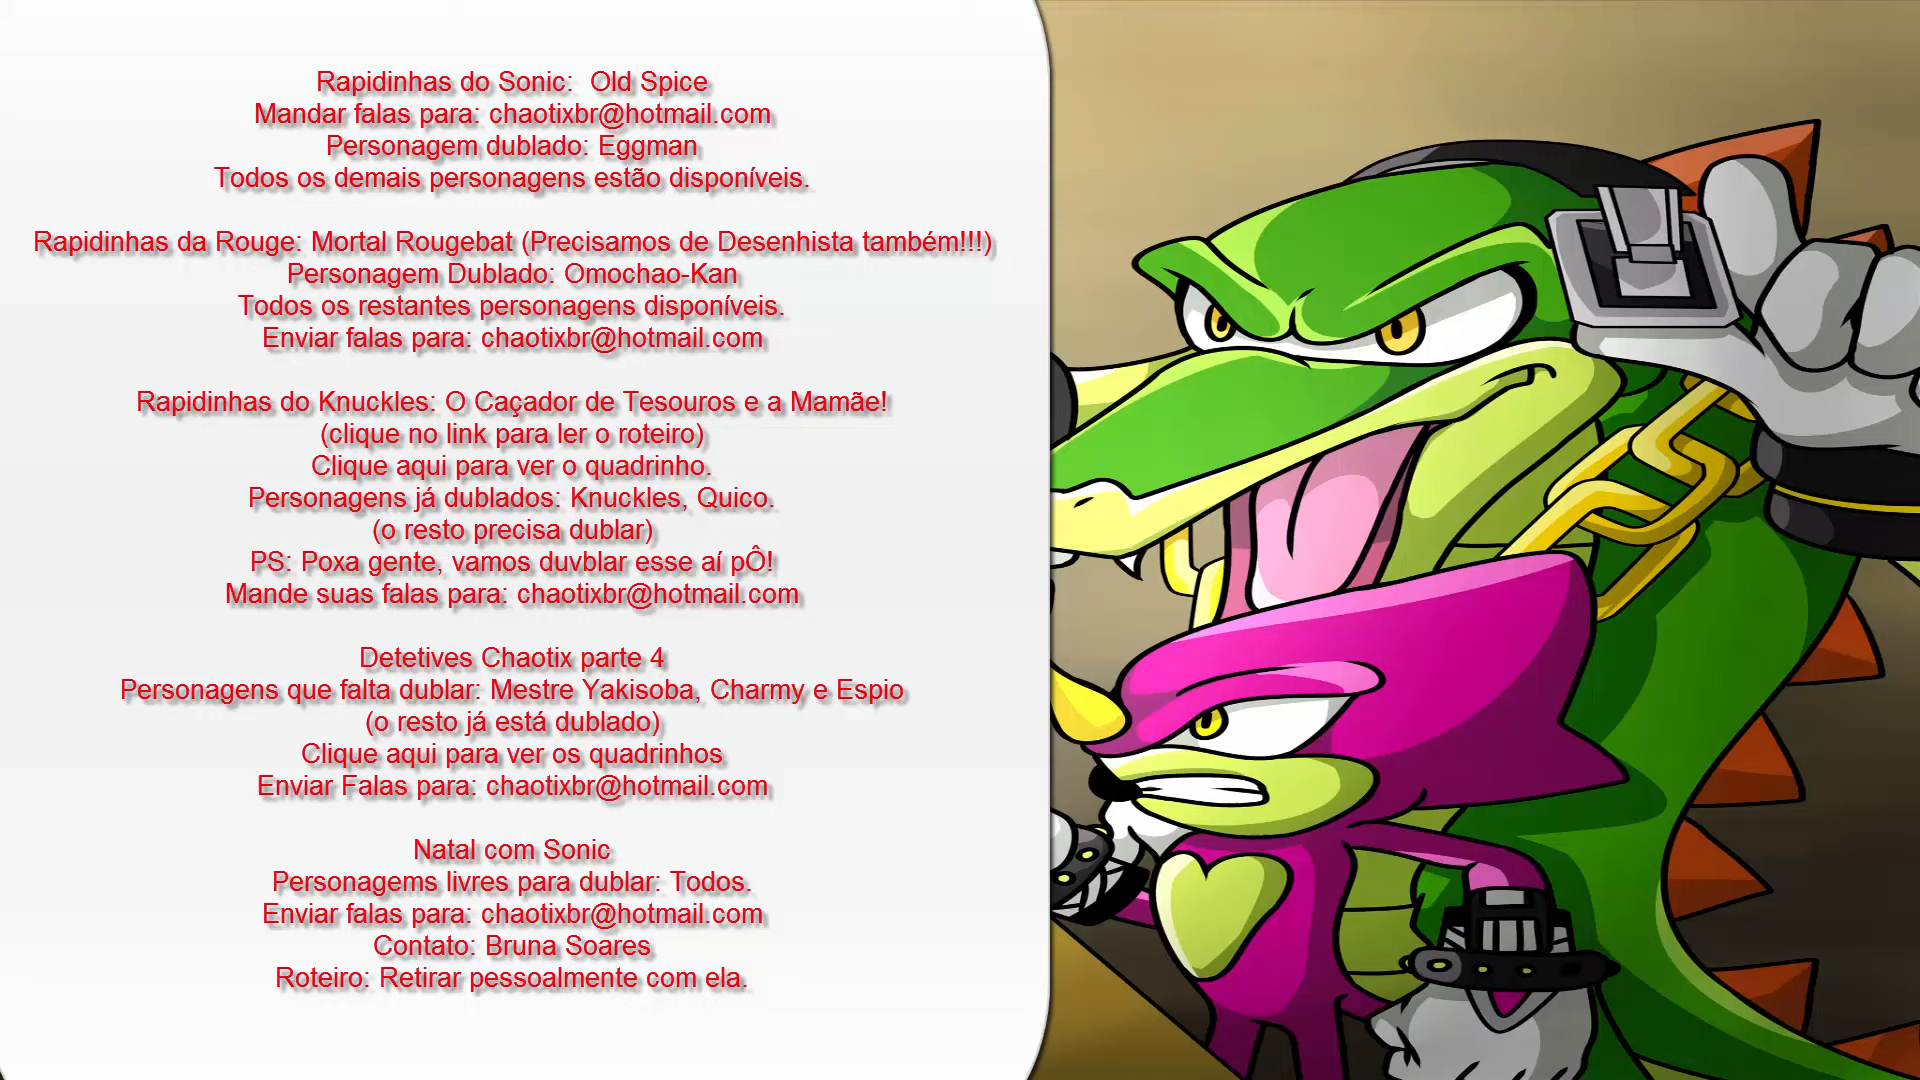 Rapidinhas do Sonic:  Old Spice
Mandar falas para: chaotixbr@hotmail.com
Personagem dublado: Eggman
Todos os demais personagens estão disponíveis.
Rapidinhas da Rouge: Mortal Rougebat (Precisamos de Desenhista também!!!)
Personagem Dublado: Omochao-Kan
Todos os restantes personagens disponíveis.
Enviar falas para: chaotixbr@hotmail.com
Rapidinhas do Knuckles: O Caçador de Tesouros e a Mamãe!
(clique no link para ler o roteiro)
Clique aqui para ver o quadrinho.
Personagens já dublados: Knuckles, Quico.
(o resto precisa dublar)
PS: Poxa gente, vamos duvblar esse aí pÔ!
Mande suas falas para: chaotixbr@hotmail.com
Detetives Chaotix parte 4
Personagens que falta dublar: Mestre Yakisoba, Charmy e Espio
(o resto já está dublado)
Clique aqui para ver os quadrinhos
Enviar Falas para: chaotixbr@hotmail.com
Natal com Sonic
Personagems livres para dublar: Todos.
Enviar falas para: chaotixbr@hotmail.com
Contato: Bruna Soares
Roteiro: Retirar pessoalmente com ela.